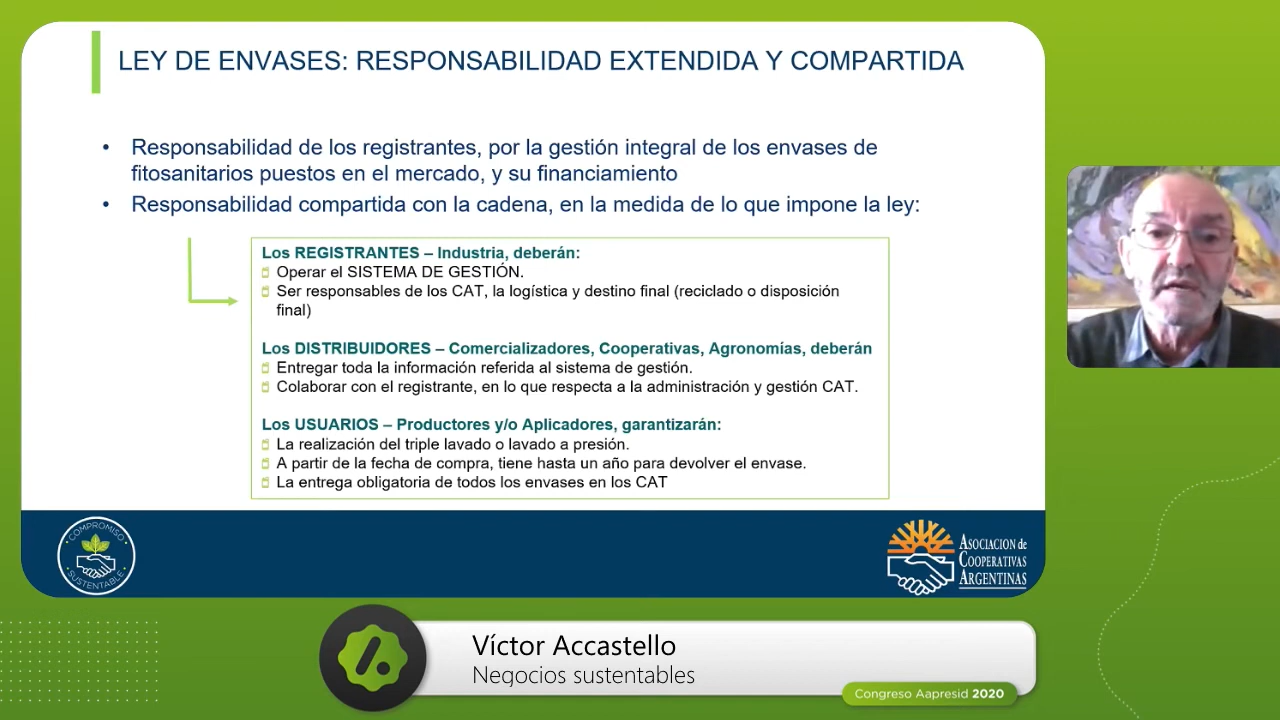 LEY DE ENVASES: RESPONSABILIDAD EXTENDIDA Y COMPARTIDA
• Responsabilidad de los registrantes, por la gestión integral de los envases de
fitosanitarios puestos en el mercado, y su financiamiento
• Responsabilidad compartida con la cadena, en la medida de lo que impone la ley:
Los REGISTRANTES – Industria, deberán:
Operar el SISTEMA DE GESTIÓN.
Ser responsables de los CAT, la logística y destino final (reciclado o disposición
final)
Los DISTRIBUIDORES – Comercializadores, Cooperativas, Agronomías, deberán
Entregar toda la información referida al sistema de gestión.
Colaborar con el registrante, en lo que respecta a la administración y gestión CAT.
Los USUARIOS – Productores y/o Aplicadores, garantizarán:
La realización del triple lavado o lavado a presión.
A partir de la fecha de compra, tiene hasta un año para devolver el envase.
La entrega obligatoria de todos los envases en los CAT
COMPROMISO
SUSTENTABLE
ASOCIACION de
COOPERATIVAS
ARGENTINAS
Víctor Accastello
Negocios sustentables
Congreso Aapresid 2020